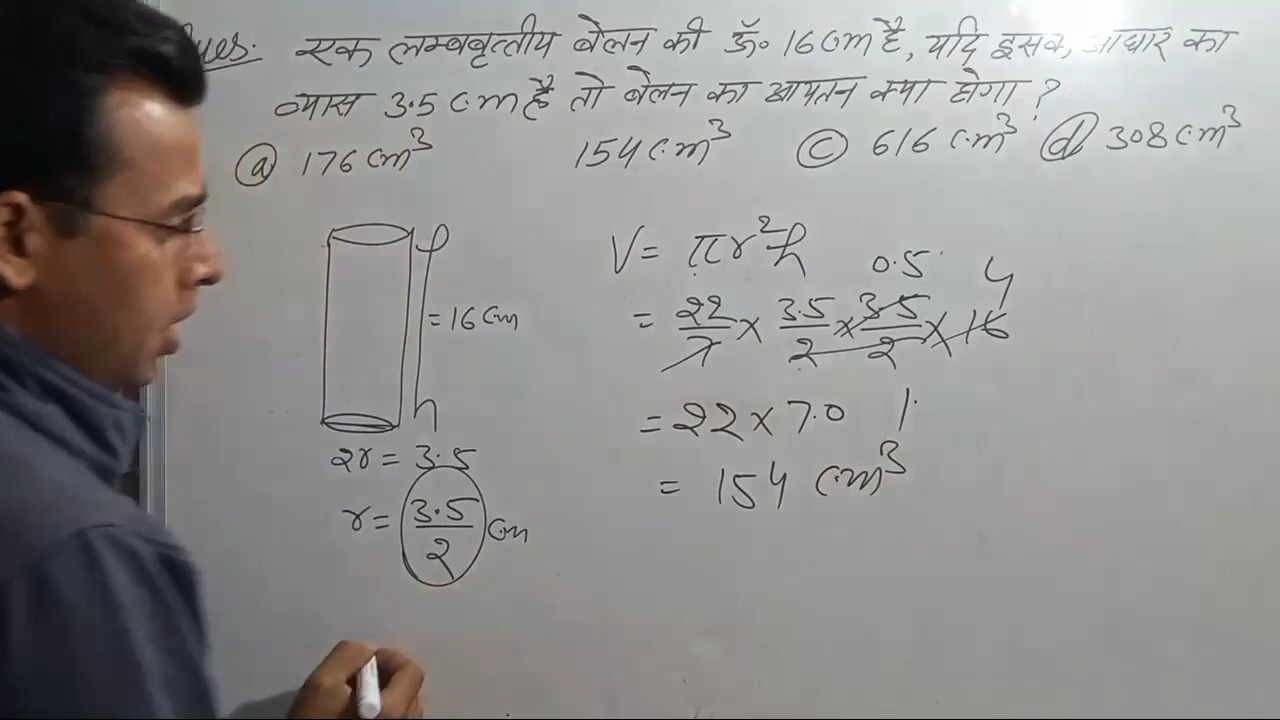 Ques. एक लम्बवृत्तीय बेलन की ऊँ० 16 cm है, यदि इसके आधार का
व्यास 3.5 cm है तो बेलन का आयतन क्या होगा ?
(a) 176 cm³ 154 cm³ (c) 616 cm³ (d) 308 cm³
= 16 cm
h
2r = 3.5
r = 3.5/2 cm
V = πr²h
0.5 4
= 22/7 × 3.5/2 × 3.5/2 × 16
= 22 × 7.0
= 154 cm³